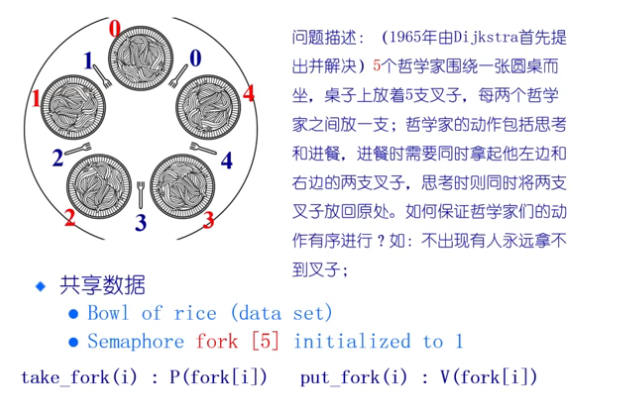 0
1
0
1
4
2
4
2
3
3
问题描述：（1965年由Dijkstra首先提
出并解决）5个哲学家围绕一张圆桌而
坐，桌子上放着5支叉子，每两个哲学
家之间放一支；哲学家的动作包括思考
和进餐，进餐时需要同时拿起他左边和
右边的两支叉子，思考时则同时将两支
叉子放回原处。如何保证哲学家们的动
作有序进行？如：不出现有人永远拿不
到叉子；
共享数据
Bowl of rice (data set)
Semaphore fork [5] initialized to 1
take_fork(i) : P(fork[i]) put_fork(i) : V(fork[i])